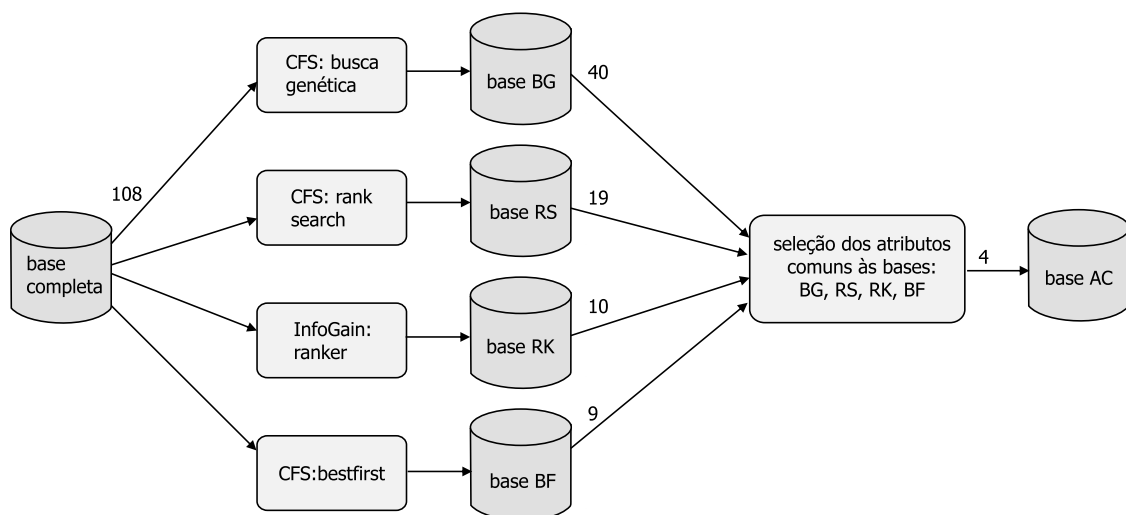 CFS: busca
genética
base BG
40
108
CFS: rank
search
base RS
19
base
completa
seleção dos atributos
comuns às bases:
BG, RS, RK, BF
4
base AC
InfoGain:
ranker
base RK
10
CFS:bestfirst
base BF
9